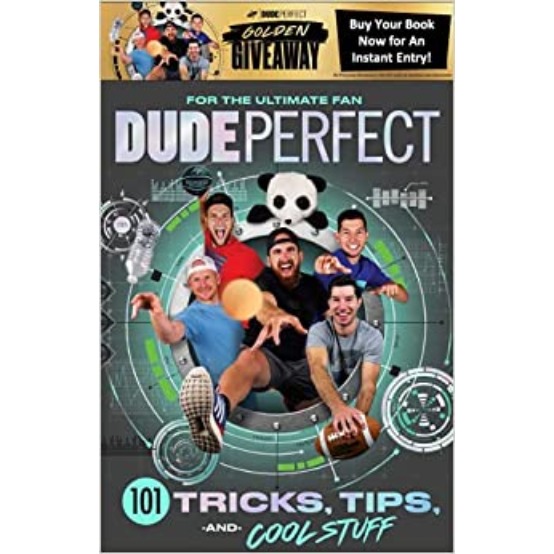 DUDE PERFECT
GOLDEN
GIVEAWAY
Buy Your Book
Now for An
Instant Entry!
FOR THE ULTIMATE FAN
DUDE PERFECT
101 TRICKS, TIPS,
-AND- COOL STUFF